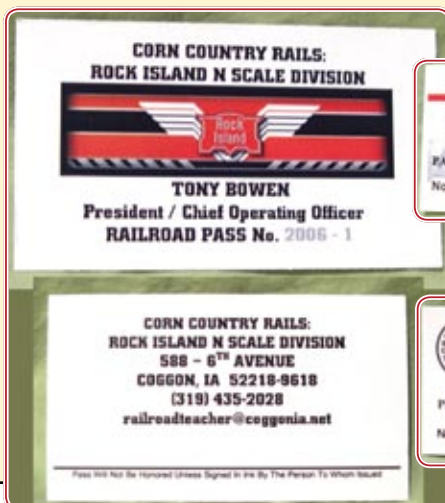 CORN COUNTRY RAILS:
ROCK ISLAND N SCALE DIVISION
Rock
Island
TONY BOWEN
President / Chief Operating Officer
RAILROAD PASS No. 2006 - 1
CORN COUNTRY RAILS:
ROCK ISLAND N SCALE DIVISION
588 – 6TH AVENUE
COGGON, IA 52218-9618
(319) 435-2028
railroadteacher@coggonia.net
Pass Will Not Be Honored Unless Signed In Ink By The Person To Whom Issued
No
P
N